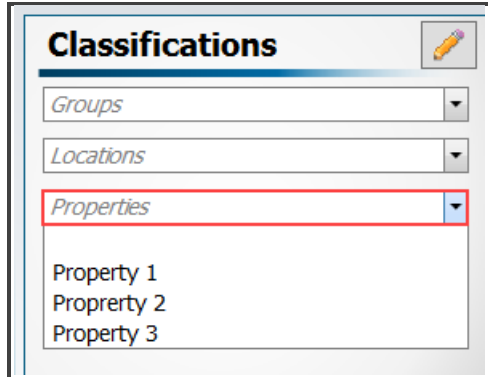 Classifications
Groups
Locations
Properties
Property 1
Proprerty 2
Property 3